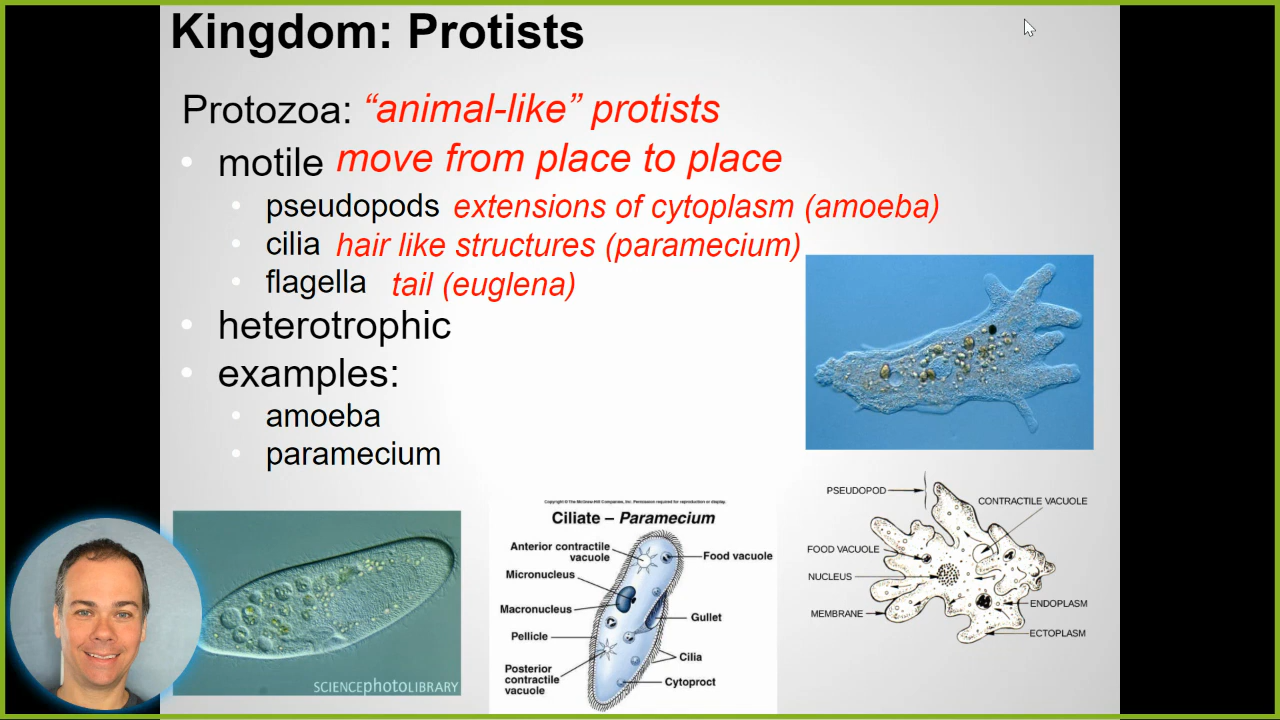 Kingdom: Protists
Protozoa: “animal-like” protists
• motile move from place to place
• pseudopods extensions of cytoplasm (amoeba)
• cilia hair like structures (paramecium)
• flagella tail (euglena)
• heterotrophic
• examples:
• amoeba
• paramecium
SCIENCEphotoLIBRARY
Copyright © The McGraw-Hill Companies, Inc. Permission required for reproduction or display.
Ciliate – Paramecium
Anterior contractile
vacuole
Food vacuole
Micronucleus
Macronucleus
Gullet
Pellicle
Cilia
Posterior
contractile
vacuole
Cytoproct
PSEUDOPOD
CONTRACTILE VACUOLE
FOOD VACUOLE
NUCLEUS
ENDOPLASM
MEMBRANE
ECTOPLASM